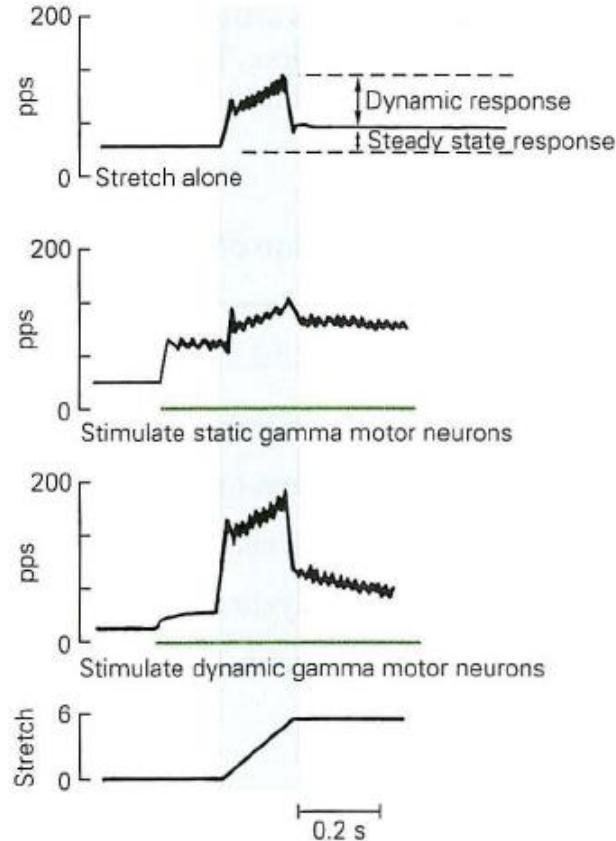 200
pps
Dynamic response
Steady state response
0
Stretch alone
200
pps
0
Stimulate static gamma motor neurons
200
pps
0
Stimulate dynamic gamma motor neurons
6
Stretch
0
0.2 s